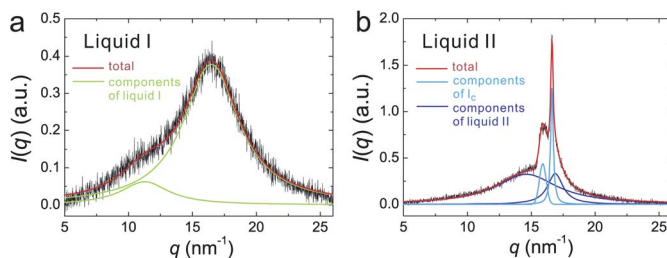 a
Liquid I
total
components
of liquid I
I(q) (a.u.)
0.5
0.4
0.3
0.2
0.1
0.0
5 10 15 20 25
q (nm⁻¹)
b
Liquid II
total
components
of I_c
components
of liquid II
I(q) (a.u.)
2.0
1.5
1.0
0.5
0.0
5 10 15 20 25
q (nm⁻¹)